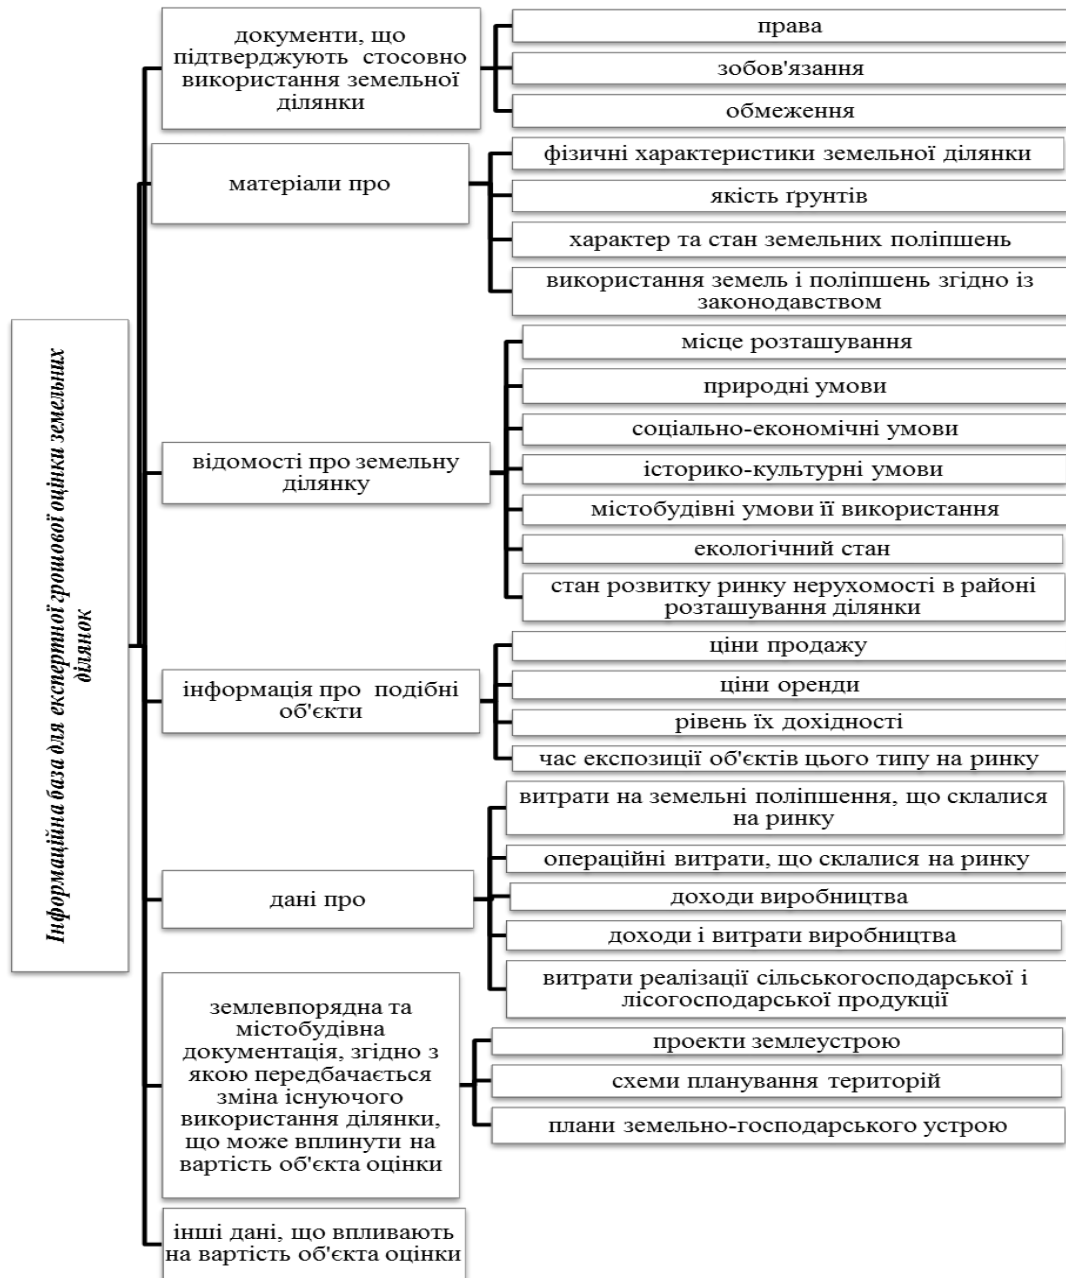 Інформаційна база для експертної грошової оцінки земельних
ділянок
документи, що
підтверджують стосовно
використання земельної
ділянки
права
зобов'язання
обмеження
матеріали про
фізичні характеристики земельної ділянки
якість ґрунтів
характер та стан земельних поліпшень
використання земель і поліпшень згідно із
законодавством
відомості про земельну
ділянку
місце розташування
природні умови
соціально-економічні умови
історико-культурні умови
містобудівні умови її використання
екологічний стан
стан розвитку ринку нерухомості в районі
розташування ділянки
інформація про подібні
об'єкти
ціни продажу
ціни оренди
рівень їх дохідності
час експозиції об'єктів цього типу на ринку
дані про
витрати на земельні поліпшення, що склалися
на ринку
операційні витрати, що склалися на ринку
доходи виробництва
доходи і витрати виробництва
витрати реалізації сільськогосподарської і
лісогосподарської продукції
землевпорядна та
містобудівна
документація, згідно з
якою передбачається
зміна існуючого
використання ділянки,
що може вплинути на
вартість об'єкта оцінки
проекти землеустрою
схеми планування територій
плани земельно-господарського устрою
інші дані, що впливають
на вартість об'єкта оцінки